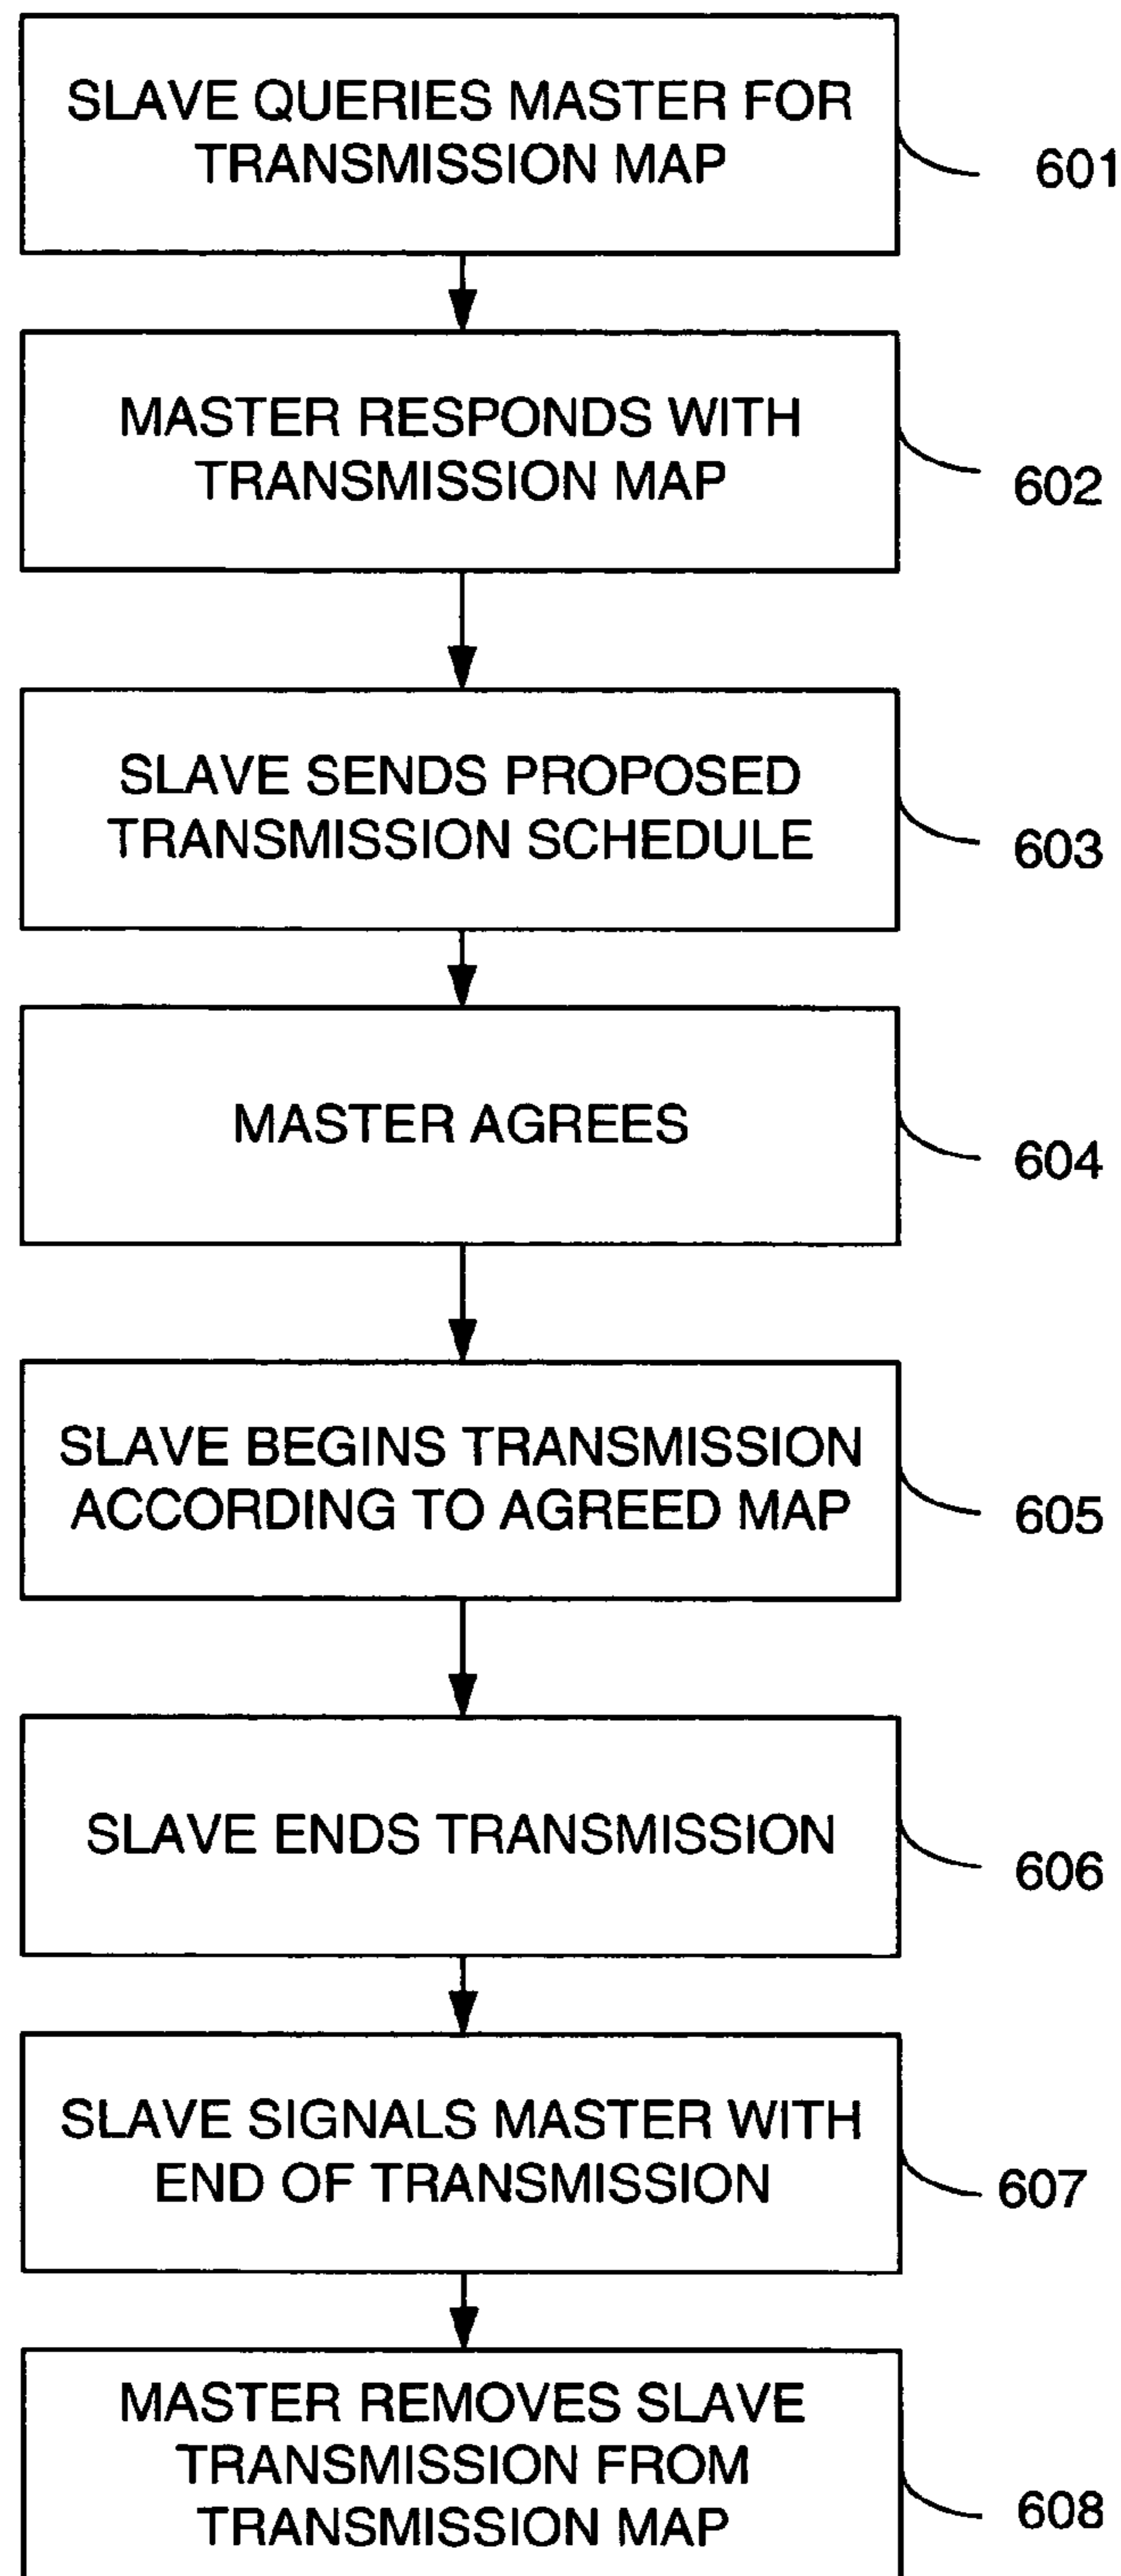 SLAVE QUERIES MASTER FOR
TRANSMISSION MAP
601
MASTER RESPONDS WITH
TRANSMISSION MAP
602
SLAVE SENDS PROPOSED
TRANSMISSION SCHEDULE
603
MASTER AGREES
604
SLAVE BEGINS TRANSMISSION
ACCORDING TO AGREED MAP
605
SLAVE ENDS TRANSMISSION
606
SLAVE SIGNALS MASTER WITH
END OF TRANSMISSION
607
MASTER REMOVES SLAVE
TRANSMISSION FROM
TRANSMISSION MAP
608